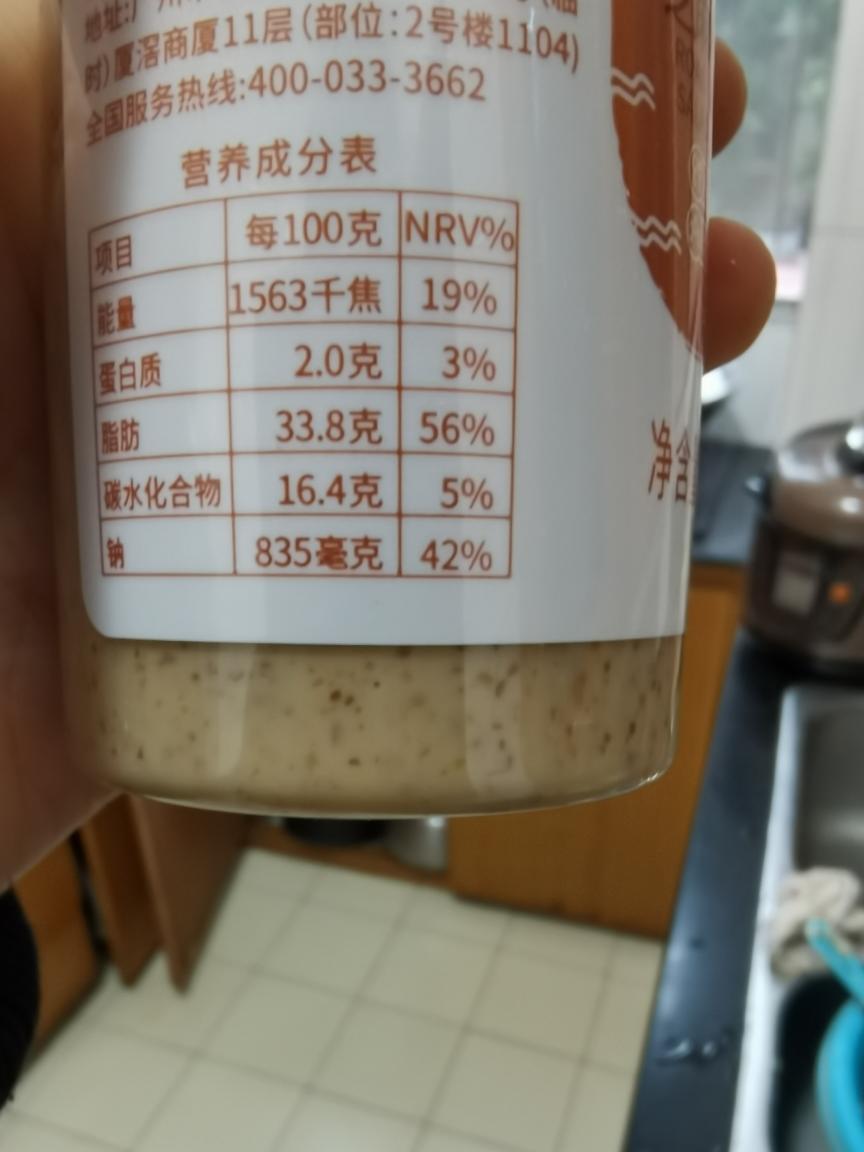 时)厦滘商厦11层(部位:2号楼1104)
全国服务热线:400-033-3662
营养成分表
项目 每100克 NRV%
能量 1563千焦 19%
蛋白质 2.0克 3%
脂肪 33.8克 56%
碳水化合物 16.4克 5%
钠 835毫克 42%
净含